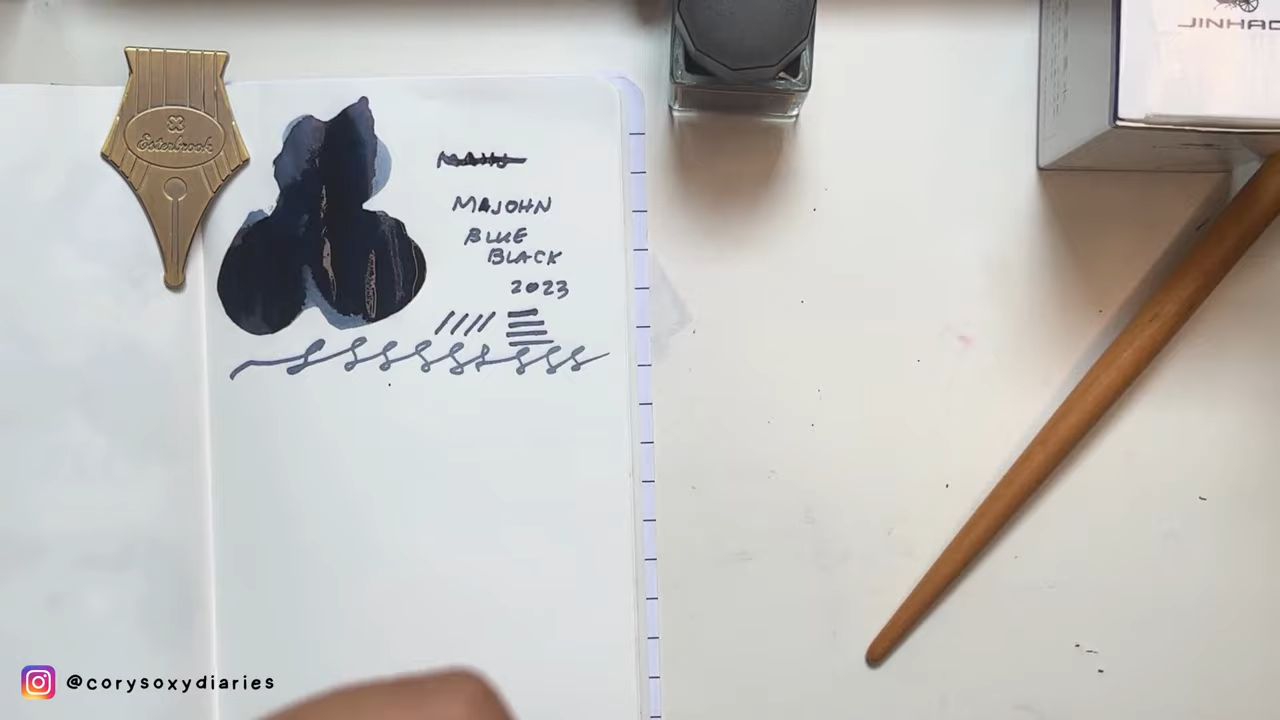 Esterbrook
MAJOHN
BLUE
BLACK
2023
JINHAO
@corysoxydiaries